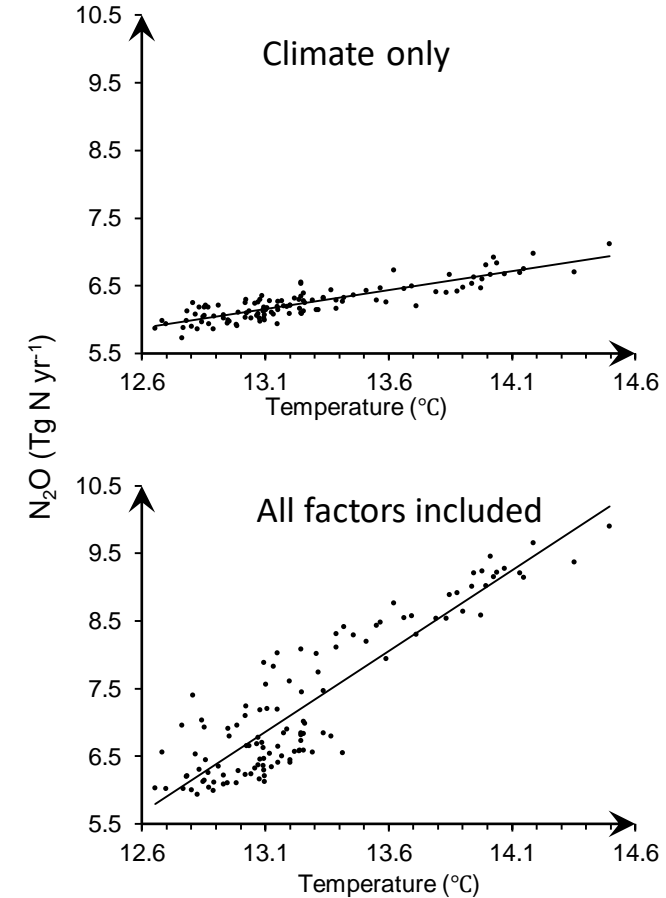 10.5
Climate only
9.5
8.5
7.5
6.5
5.5
12.6 13.1 13.6 14.1 14.6
Temperature (℃)
N₂O (Tg N yr⁻¹)
10.5
All factors included
9.5
8.5
7.5
6.5
5.5
12.6 13.1 13.6 14.1 14.6
Temperature (℃)